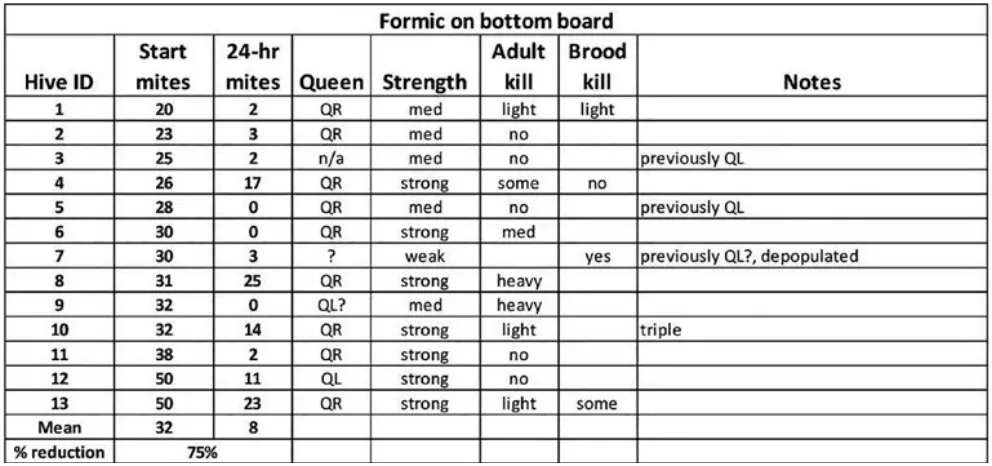 Formic on bottom board
Hive ID Start mites 24-hr mites Queen Strength Adult kill Brood kill Notes
1 20 2 QR med light light
2 23 3 QR med no
3 25 2 n/a med no previously QL
4 26 17 QR strong some no
5 28 0 QR med no previously QL
6 30 0 QR strong med
7 30 3 ? weak yes previously QL?, depopulated
8 31 25 QR strong heavy
9 32 0 QL? med heavy
10 32 14 QR strong light triple
11 38 2 QR strong no
12 50 11 QL strong no
13 50 23 QR strong light some
Mean 32 8
% reduction 75%